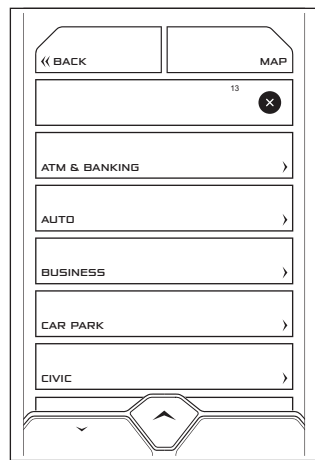 BACK
MAP
13
ATM & BANKING
AUTO
BUSINESS
CAR PARK
CIVIC